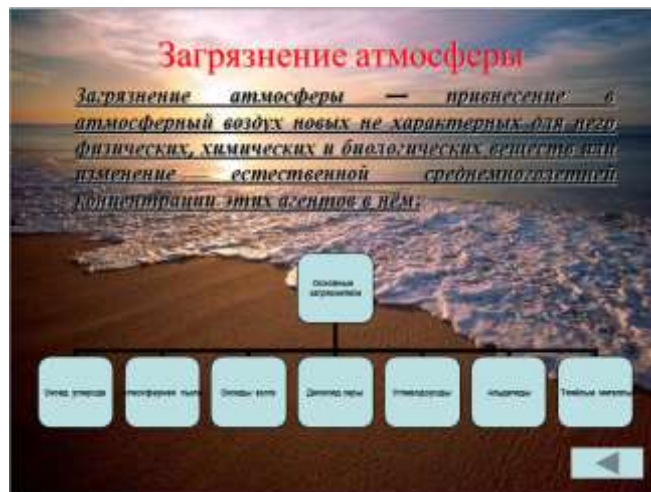 Загрязнение атмосферы
Загрязнение атмосферы — привнесение в
атмосферный воздух новых не характерных для него
физических, химических и биологических веществ или
изменение естественной среднемноголетней
концентрации этих агентов в нём.
Основные
загрязнители
Оксид углерода
Атмосферная пыль
Оксиды азота
Диоксид серы
Углеводороды
Альдегиды
Тяжёлые металлы